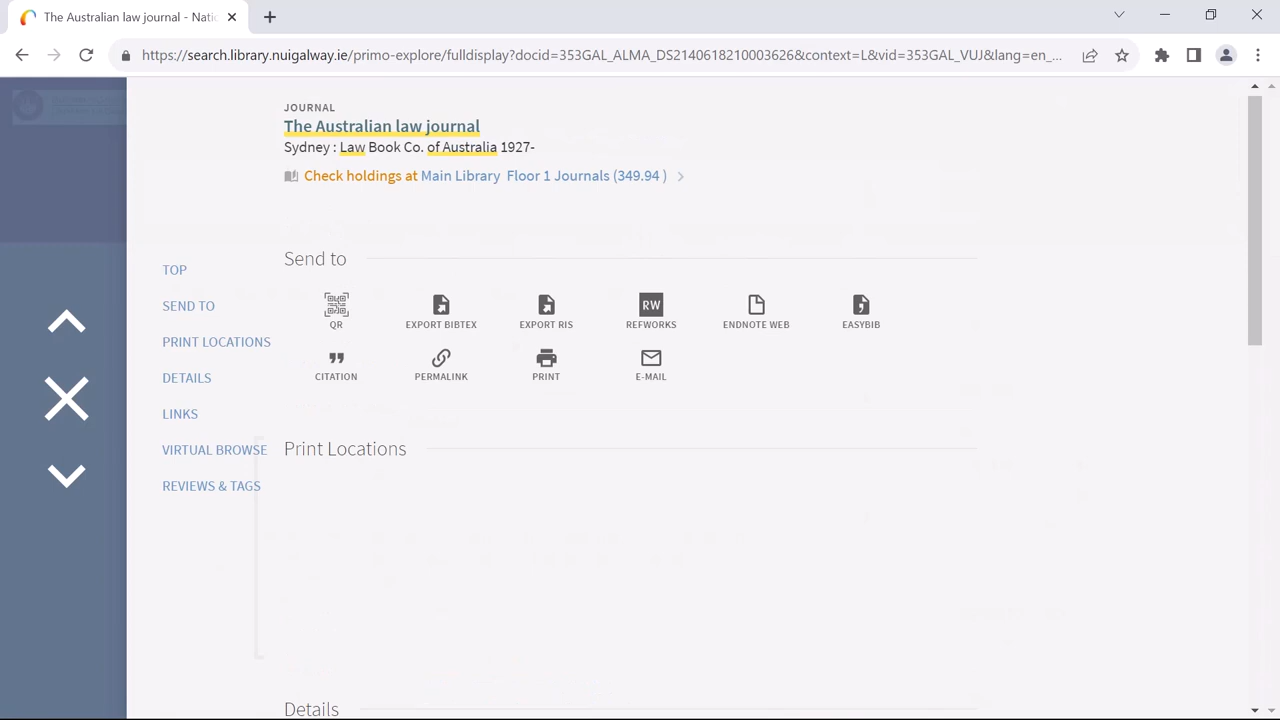 The Australian law journal - Natio
https://search.library.nuigalway.ie/primo-explore/fulldisplay?docid=353GAL_ALMA_DS2140618210003626&context=L&vid=353GAL_VUJ&lang=en_...
JOURNAL
The Australian law journal
Sydney : Law Book Co. of Australia 1927-
Check holdings at Main Library Floor 1 Journals (349.94 )
TOP
SEND TO
PRINT LOCATIONS
DETAILS
LINKS
VIRTUAL BROWSE
REVIEWS & TAGS
Send to
QR
EXPORT BIBTEX
EXPORT RIS
RW
REFWORKS
ENDNOTE WEB
EASYBIB
CITATION
PERMALINK
PRINT
E-MAIL
Print Locations
Details